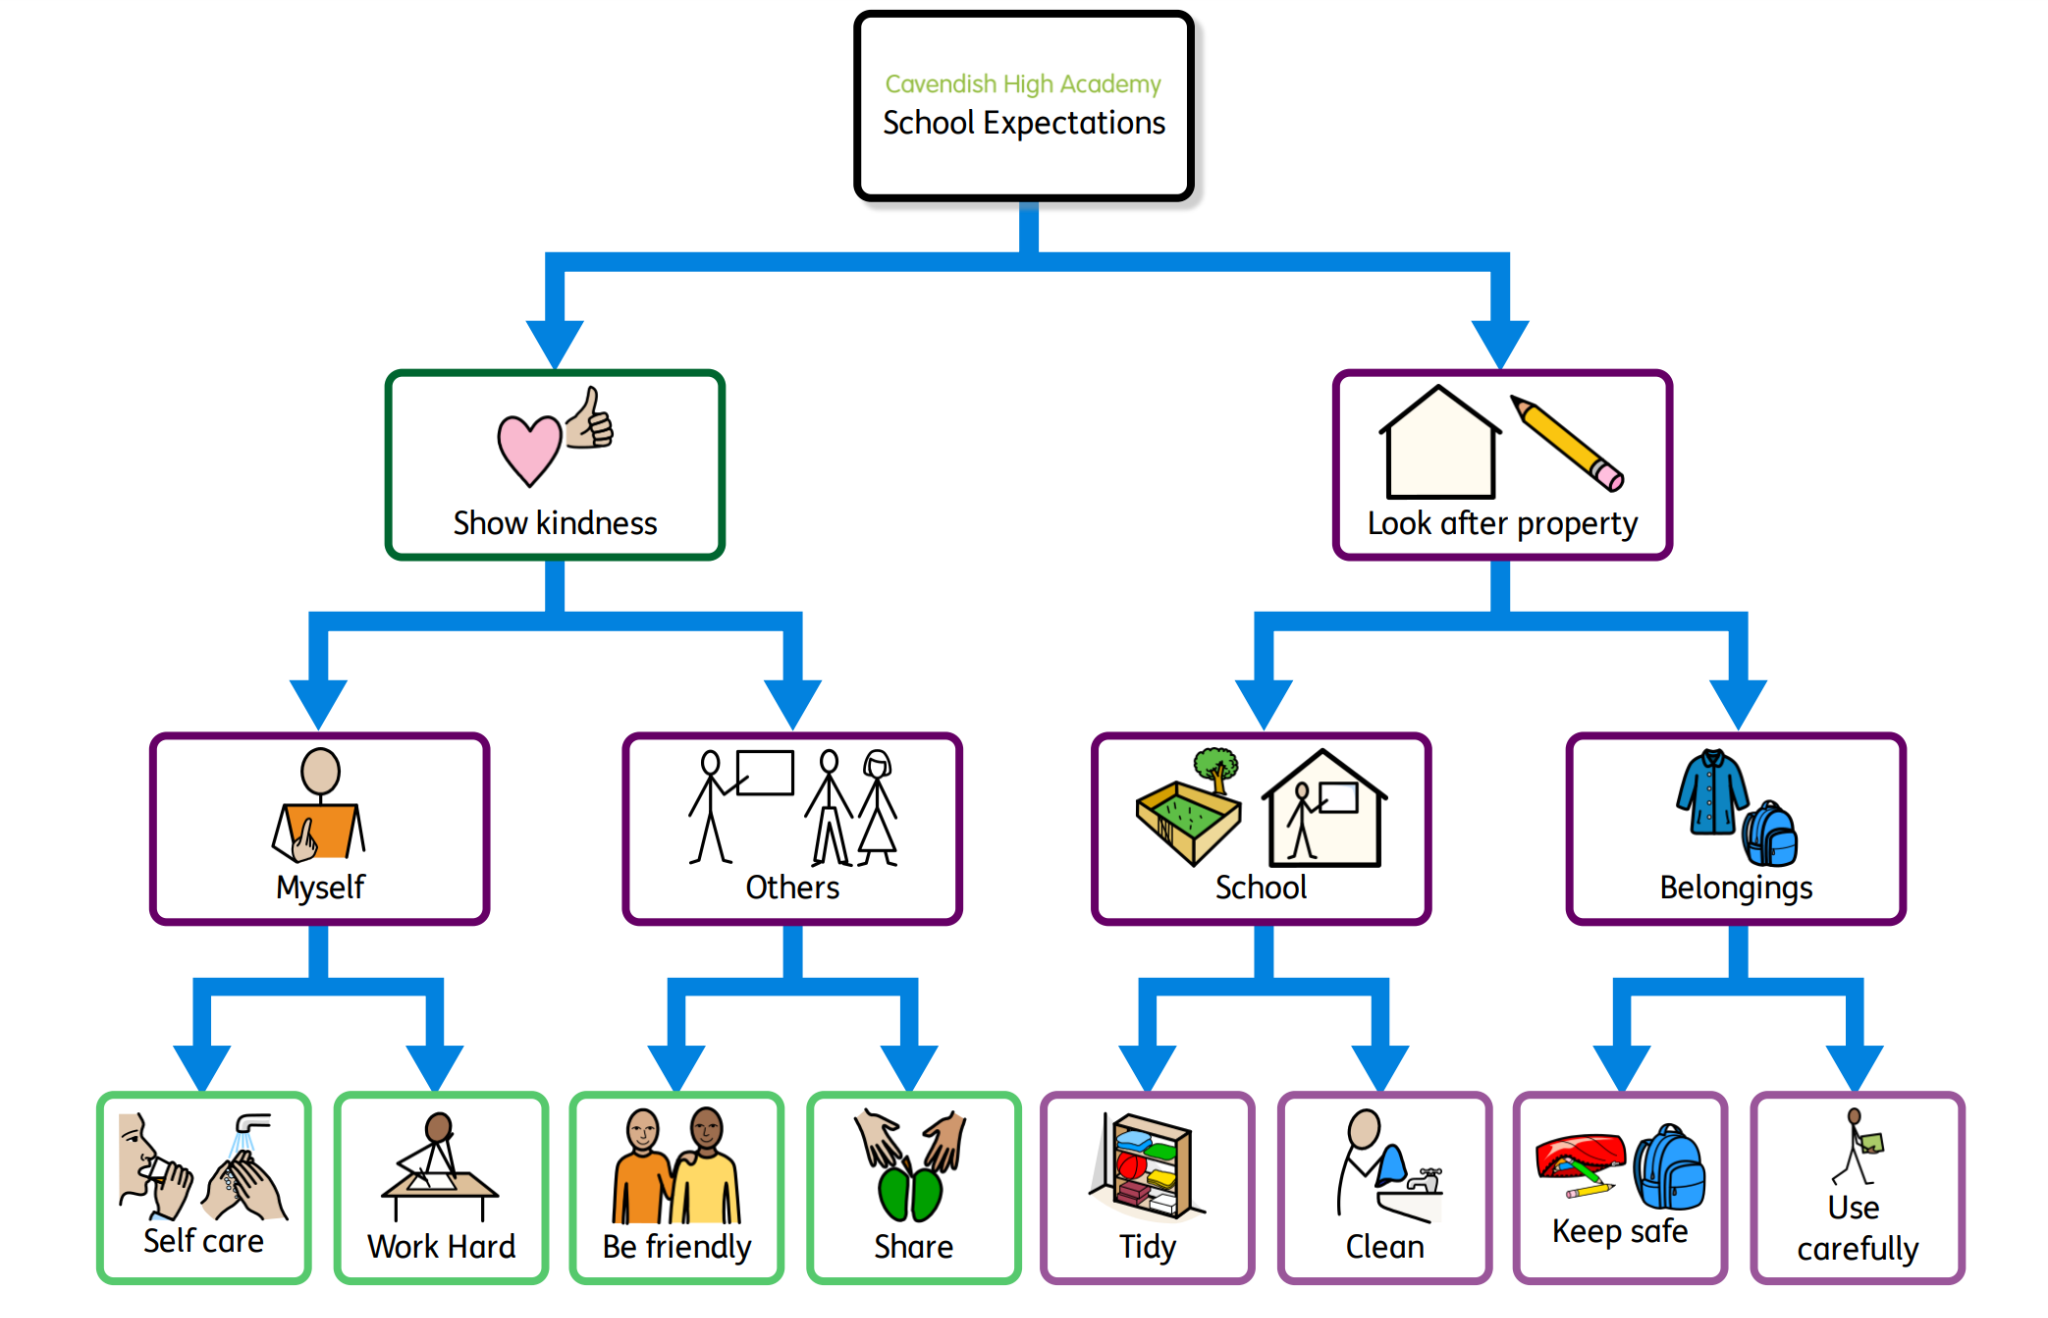 Cavendish High Academy
School Expectations
Show kindness
Look after property
Myself
Others
School
Belongings
Self care
Work Hard
Be friendly
Share
Tidy
Clean
Keep safe
Use
carefully